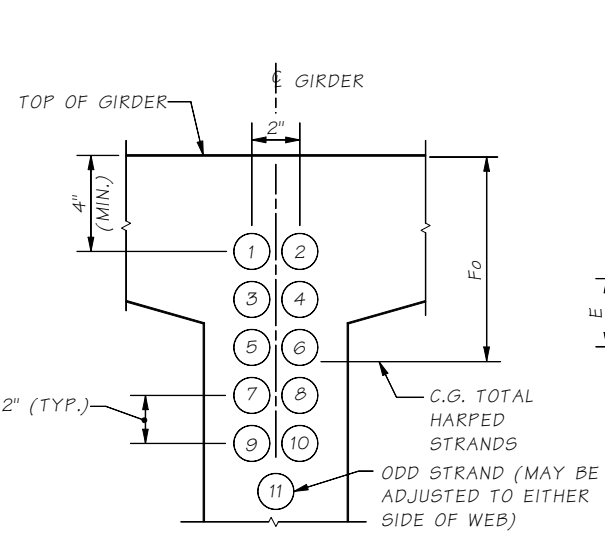 ℄ GIRDER
TOP OF GIRDER
2"
4"
(MIN.)
1 2
3 4
Fo
E
5 6
7 8
2" (TYP.)
C.G. TOTAL
HARPED
STRANDS
9 10
11
ODD STRAND (MAY BE
ADJUSTED TO EITHER
SIDE OF WEB)